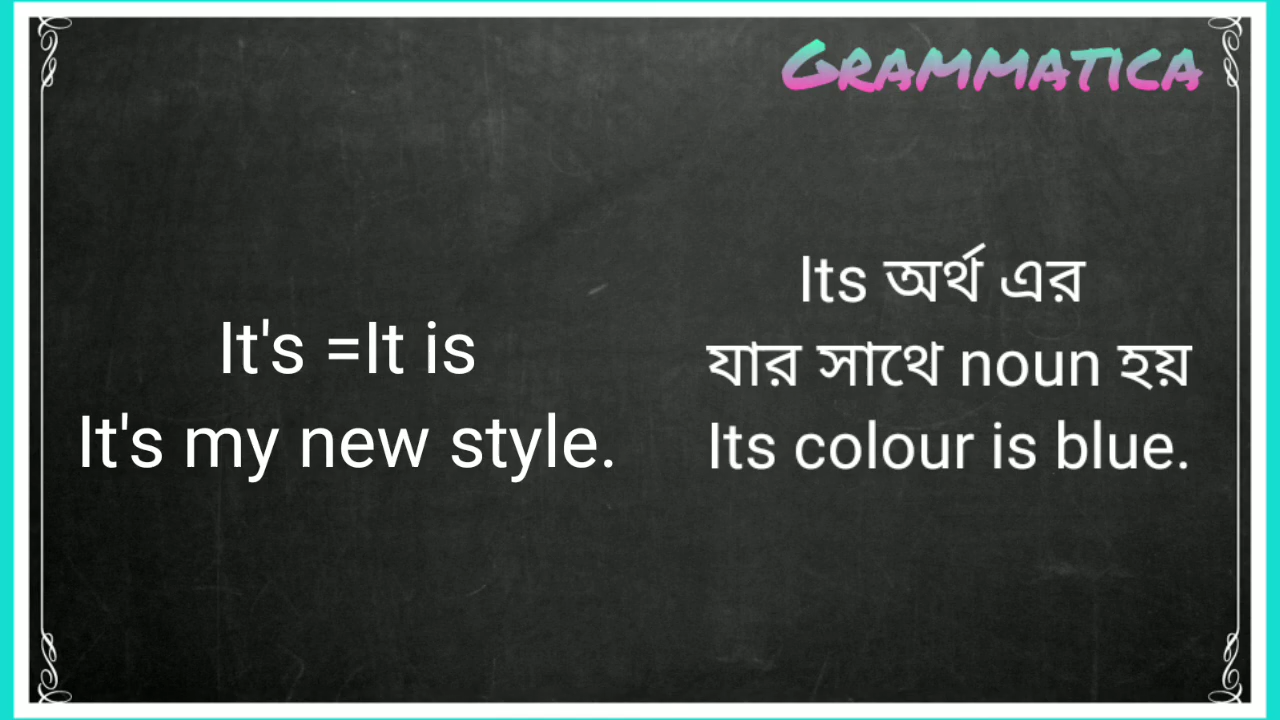 GRAMMATICA
It's =It is
It's my new style.
Its অর্থ এর
যার সাথে noun হয়
Its colour is blue.